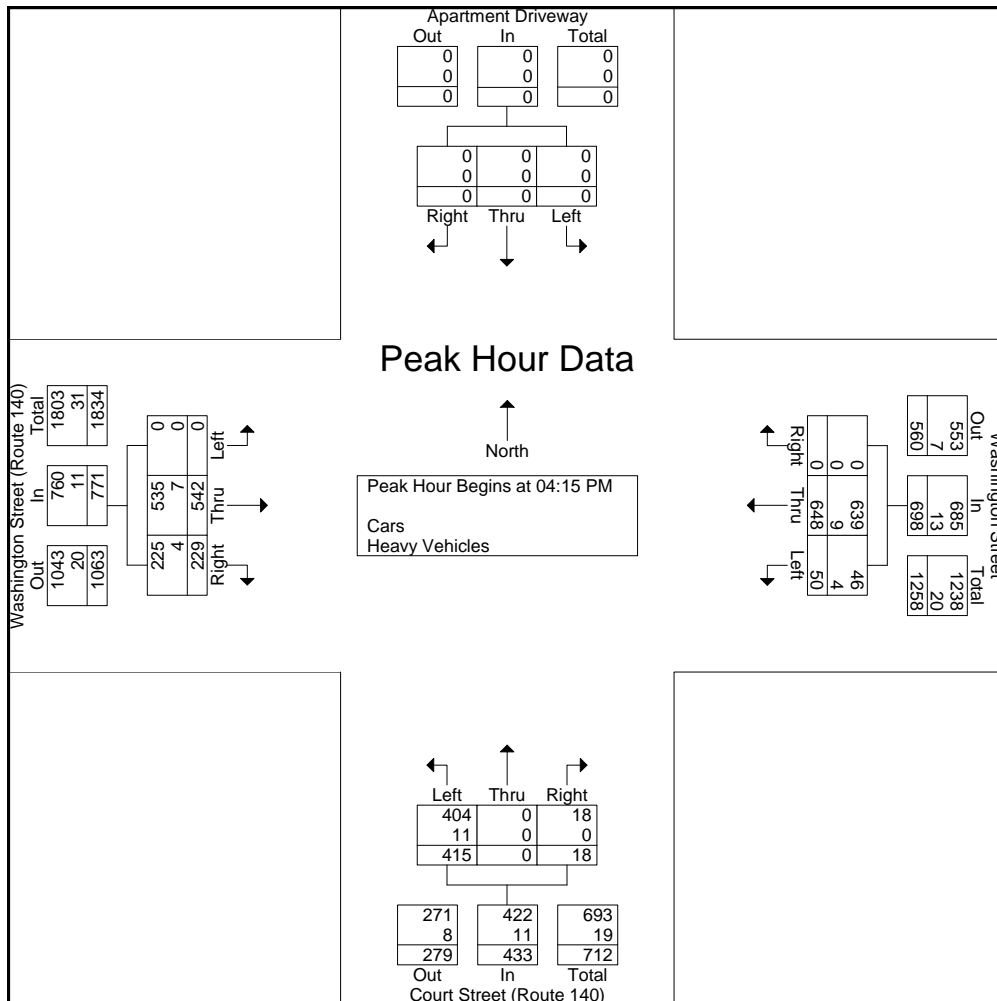 Apartment Driveway
Out In Total
0 0 0
0 0 0
0 0 0
0 0 0
0 0 0
0 0 0
Right Thru Left
Peak Hour Data
North
Peak Hour Begins at 04:15 PM
Cars
Heavy Vehicles
Washington Street (Route 140)
Total In Out
1803 760 1043
31 11 20
1834 771 1063
0 535 225
0 7 4
0 542 229
Left Thru Right
Washington Street
Out In Total
553 685 1238
7 13 20
560 698 1258
0 639 46
0 9 4
0 648 50
Right Thru Left
Left Thru Right
404 0 18
11 0 0
415 0 18
271 422 693
8 11 19
279 433 712
Out In Total
Court Street (Route 140)